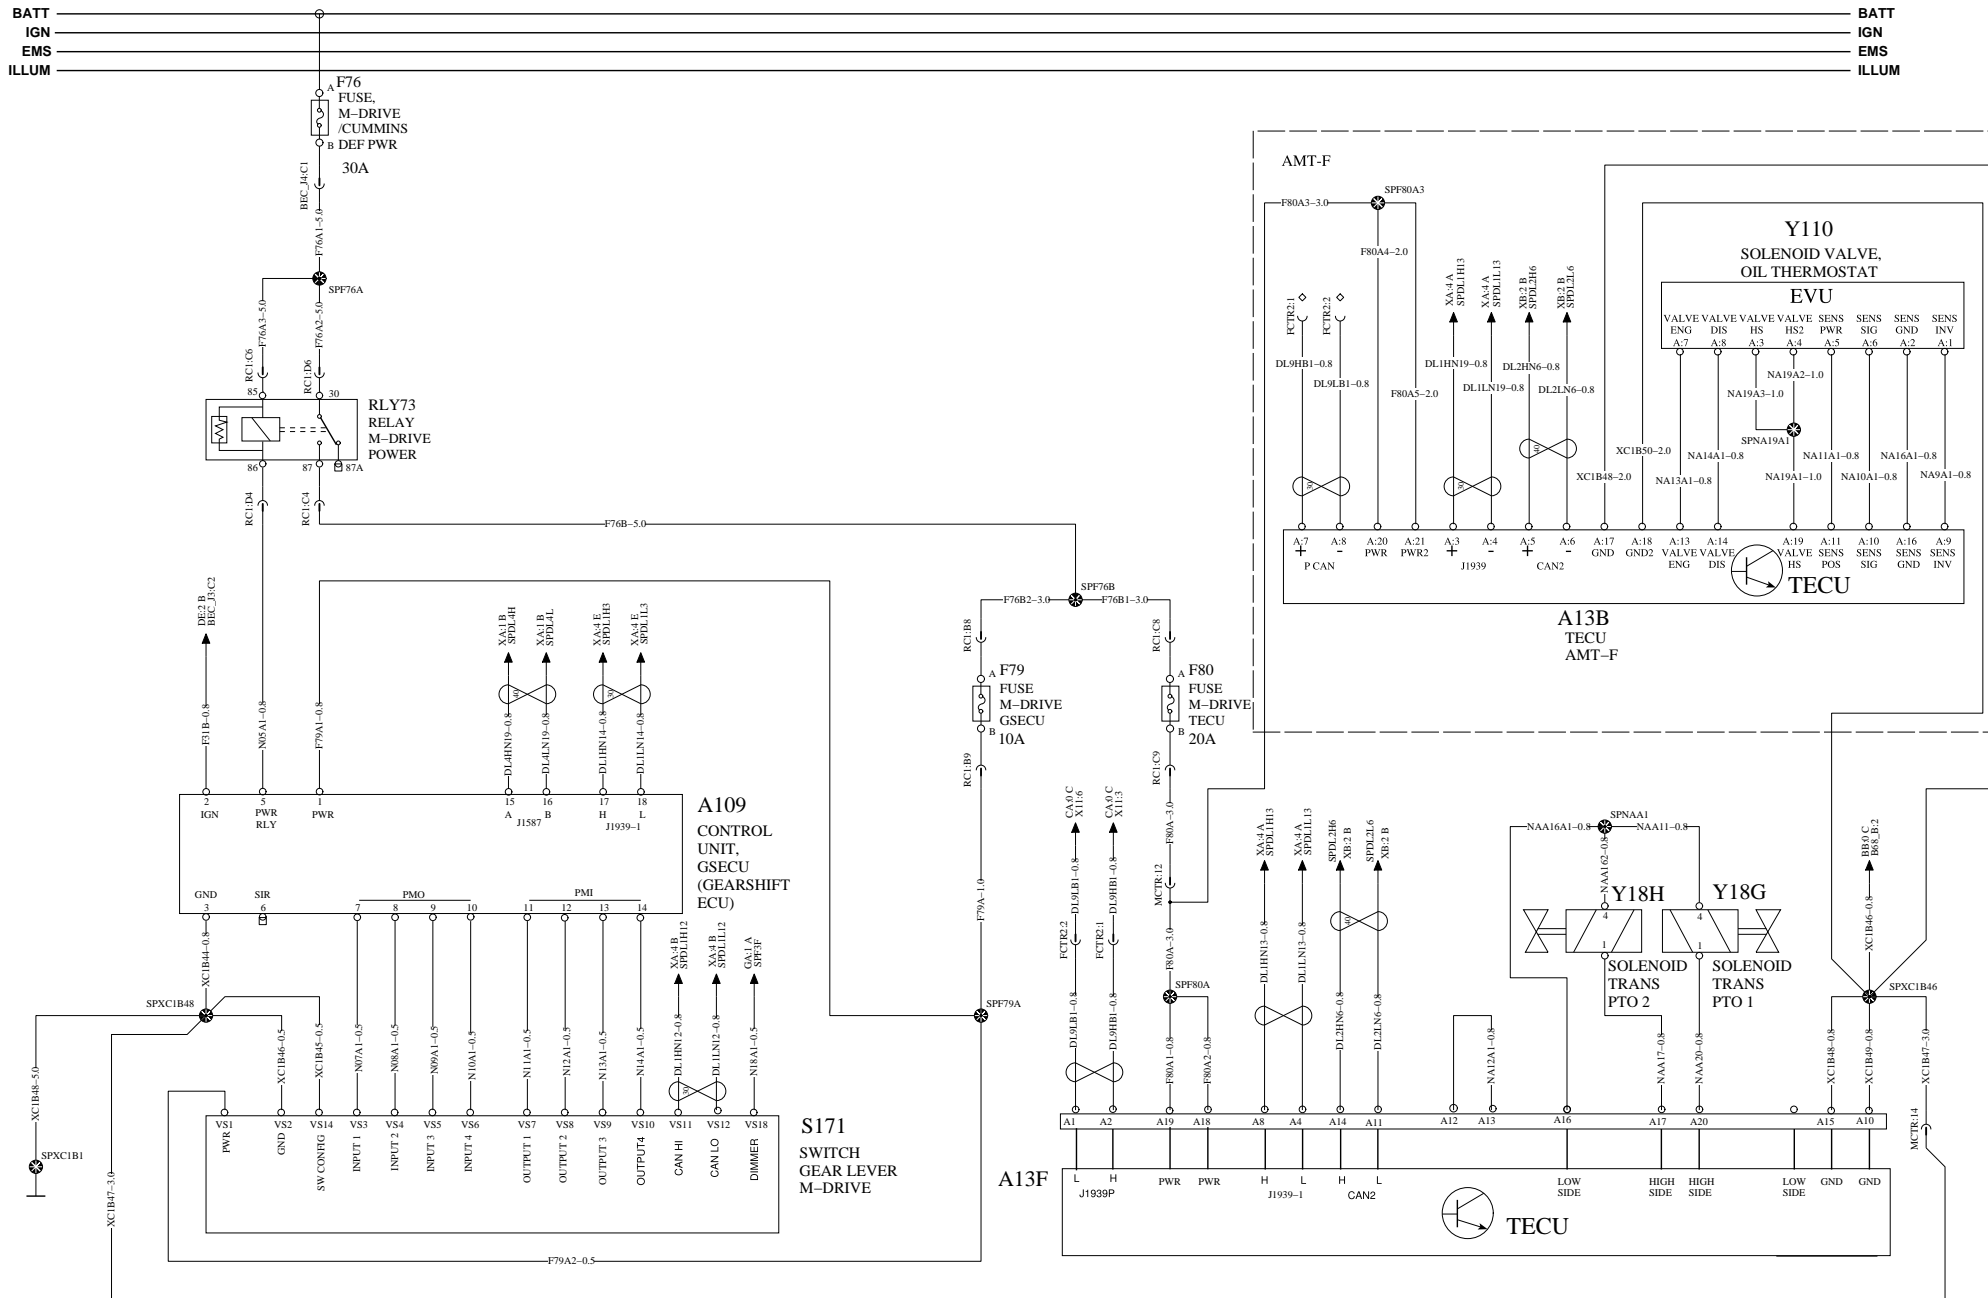 BATT
BATT
IGN
IGN
EMS
EMS
ILLUM
ILLUM
A
F76
FUSE,
M–DRIVE
/CUMMINS
B DEF PWR
30A
BEC_J4:C1
F76A1–5.0
SPF76A
F76A3–5.0
F76A2–5.0
RC1:C6
RC1:D6
85
30
RLY73
RELAY
M–DRIVE
POWER
86
87
87A
RC1:D4
RC1:C4
F76B–5.0
SPF76B
F76B2–3.0
F76B1–3.0
RC1:B8
RC1:C8
A F79
FUSE
M–DRIVE
GSECU
B
10A
A F80
FUSE
M–DRIVE
TECU
B
20A
RC1:B9
RC1:C9
F80A–3.0
MCTR:12
F80A–3.0
SPF80A
F80A1–0.8
F80A2–0.8
F79A–1.0
SPF79A
F79A2–0.5
AMT-F
F80A3–3.0
SPF80A3
F80A4–2.0
F80A5–2.0
FCTR2:1
FCTR2:2
DL9HB1–0.8
DL9LB1–0.8
30
XA:4 A
SPDL1H13
XA:4 A
SPDL1L13
DL1HN19–0.8
DL1LN19–0.8
30
XB:2 B
SPDL2H6
XB:2 B
SPDL2L6
DL2HN6–0.8
DL2LN6–0.8
40
XC1B48–2.0
XC1B50–2.0
Y110
SOLENOID VALVE,
OIL THERMOSTAT
EVU
VALVE VALVE VALVE VALVE SENS SENS SENS SENS
ENG DIS HS HS2 PWR SIG GND INV
A:7 A:8 A:3 A:4 A:5 A:6 A:2 A:1
NA19A2–1.0
NA19A3–1.0
SPNA19A1
NA13A1–0.8
NA14A1–0.8
NA19A1–1.0
NA11A1–0.8
NA10A1–0.8
NA16A1–0.8
NA9A1–0.8
A:7 A:8 A:20 A:21 A:3 A:4 A:5 A:6 A:17 A:18 A:13 A:14 A:19 A:11 A:10 A:16 A:9
+ - PWR PWR2 + - + - GND GND2 VALVE VALVE VALVE SENS SENS SENS SENS
P CAN J1939 CAN2 ENG DIS HS POS SIG GND INV
TECU
A13B
TECU
AMT–F
DE:2 B
BEC_J3:C2
F31B–0.8
N05A1–0.8
F79A1–0.8
XA:1 B
SPDL4H
XA:1 B
SPDL4L
XA:4 E
SPDL1H3
XA:4 E
SPDL1L3
40
30
DL4HN19–0.8
DL4LN19–0.8
DL1HN14–0.8
DL1LN14–0.8
2 5 1 15 16 17 18
IGN PWR PWR A B H L
RLY J1587 J1939–1
A109
CONTROL
UNIT,
GSECU
(GEARSHIFT
ECU)
GND SIR PMO PMI
3 6 7 8 9 10 11 12 13 14
XC1B44–0.8
SPXC1B48
XC1B48–5.0
SPXC1B1
XC1B47–3.0
XC1B46–0.5
XC1B45–0.5
N07A1–0.5
N08A1–0.5
N09A1–0.5
N10A1–0.5
N11A1–0.5
N12A1–0.5
N13A1–0.5
N14A1–0.5
XA:4 B
SPDL1H12
XA:4 B
SPDL1L12
GA:1 A
SPF3F
DL1HN12–0.8
DL1LN12–0.8
30
N18A1–0.5
VS1 VS2 VS14 VS3 VS4 VS5 VS6 VS7 VS8 VS9 VS10 VS11 VS12 VS18
PWR
GND
SW CONFIG
INPUT 1
INPUT 2
INPUT 3
INPUT 4
OUTPUT 1
OUTPUT 2
OUTPUT 3
OUTPUT4
CAN HI
CAN LO
DIMMER
S171
SWITCH
GEAR LEVER
M–DRIVE
CA:0 C
X11:6
CA:0 C
X11:3
DL9LB1–0.8
DL9HB1–0.8
FCTR2:2
FCTR2:1
DL9LB1–0.8
DL9HB1–0.8
XA:4 A
SPDL1H13
XA:4 A
SPDL1L13
DL1HN13–0.8
DL1LN13–0.8
SPDL2H6
XB:2 B
SPDL2L6
XB:2 B
40
DL2HN6–0.8
DL2LN6–0.8
NA12A1–0.8
SPNAA1
NAA16A1–0.8
NAA11–0.8
NAA162–0.8
Y18H
Y18G
4
4
1
1
SOLENOID
TRANS
PTO 2
SOLENOID
TRANS
PTO 1
NAA17–0.8
NAA20–0.8
BB:0 C
B68_B:2
XC1B46–0.8
SPXC1B46
XC1B48–0.8
XC1B49–0.8
XC1B47–3.0
MCTR:14
A1 A2 A19 A18 A8 A4 A14 A11 A12 A13 A16 A17 A20 A15 A10
A13F
L H PWR PWR H L H L LOW HIGH HIGH LOW GND GND
J1939P J1939–1 CAN2 SIDE SIDE SIDE SIDE
TECU